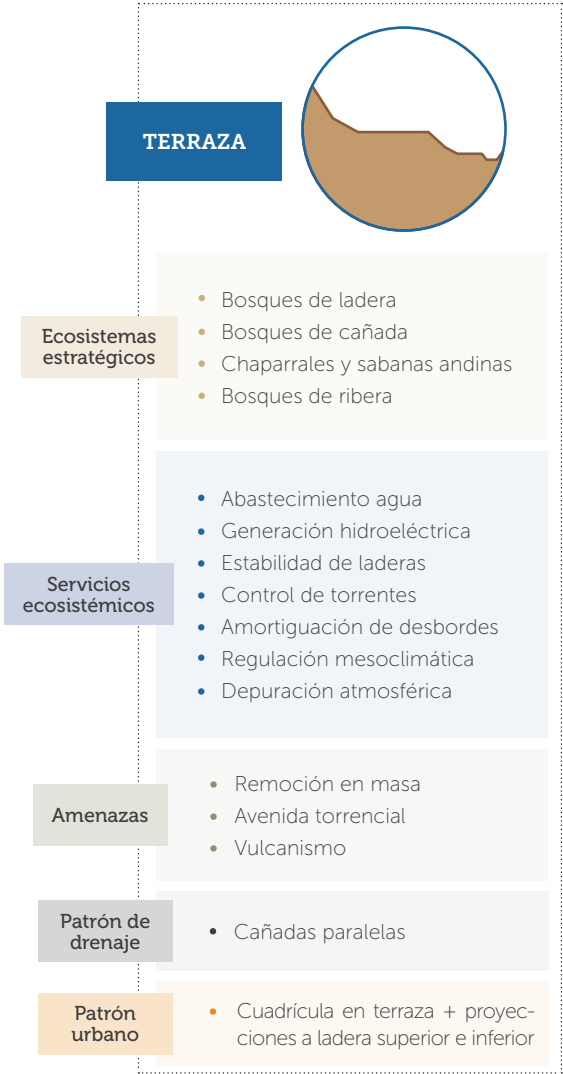 TERRAZA
Ecosistemas
estratégicos
• Bosques de ladera
• Bosques de cañada
• Chaparrales y sabanas andinas
• Bosques de ribera
Servicios
ecosistémicos
• Abastecimiento agua
• Generación hidroeléctrica
• Estabilidad de laderas
• Control de torrentes
• Amortiguación de desbordes
• Regulación mesoclimática
• Depuración atmosférica
Amenazas
• Remoción en masa
• Avenida torrencial
• Vulcanismo
Patrón de
drenaje
• Cañadas paralelas
Patrón
urbano
• Cuadrícula en terraza + proyec-
ciones a ladera superior e inferior